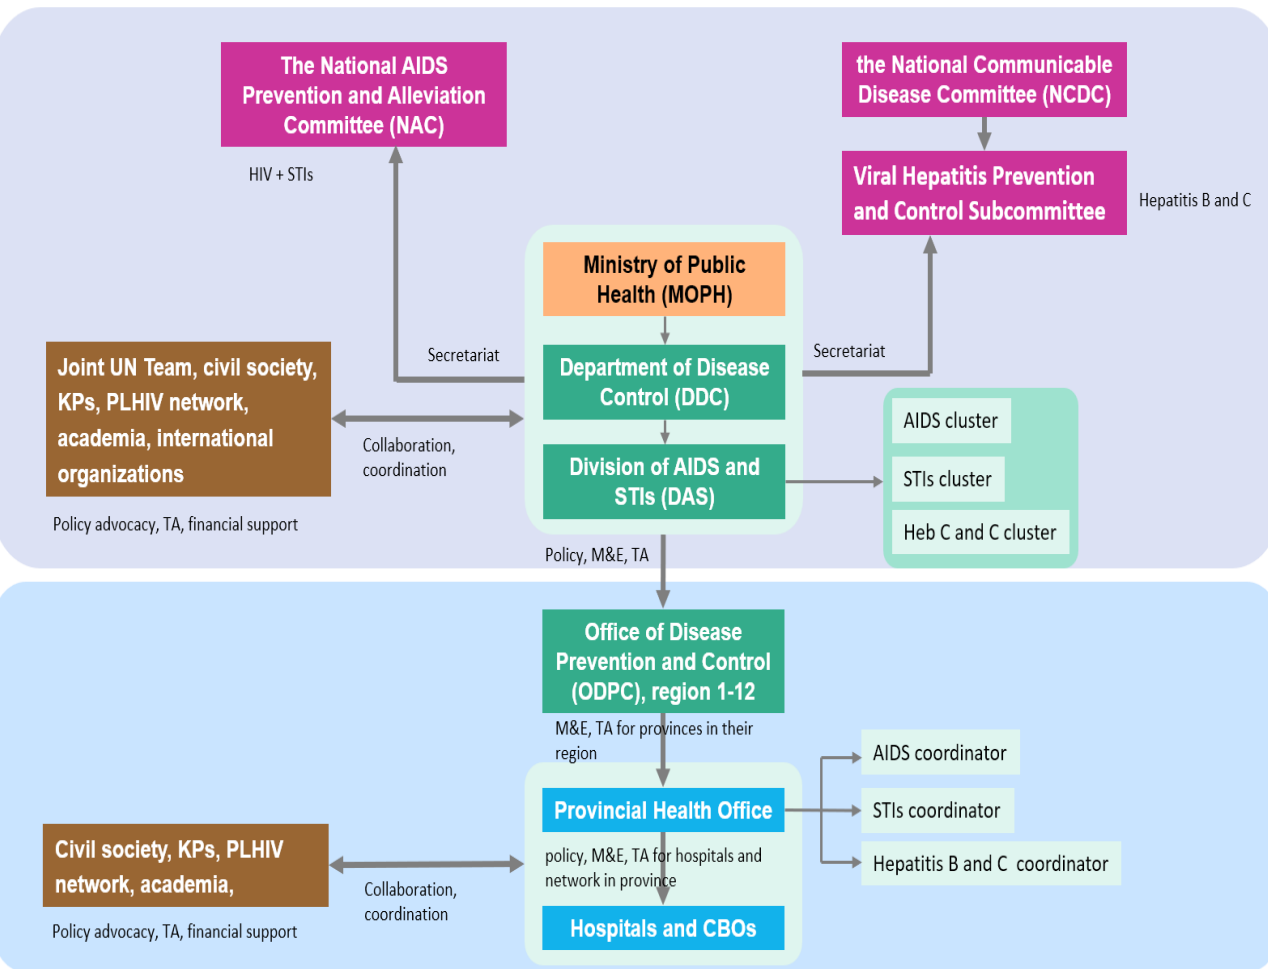 The National AIDS
Prevention and Alleviation
Committee (NAC)
the National Communicable
Disease Committee (NCDC)
HIV + STIs
Viral Hepatitis Prevention
and Control Subcommittee
Hepatitis B and C
Ministry of Public
Health (MOPH)
Secretariat
Secretariat
Department of Disease
Control (DDC)
Joint UN Team, civil society,
KPs, PLHIV network,
academia, international
organizations
Collaboration,
coordination
Policy advocacy, TA, financial support
Division of AIDS and
STIs (DAS)
AIDS cluster
STIs cluster
Heb C and C cluster
Policy, M&E, TA
Office of Disease
Prevention and Control
(ODPC), region 1-12
M&E, TA for provinces in their
region
Provincial Health Office
AIDS coordinator
STIs coordinator
Hepatitis B and C coordinator
policy, M&E, TA for hospitals and
network in province
Civil society, KPs, PLHIV
network, academia,
Collaboration,
coordination
Policy advocacy, TA, financial support
Hospitals and CBOs